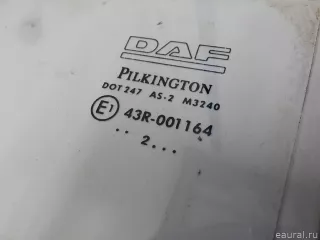 DAF
PILKINGTON
DOT 247 AS-2 M3240
E1 43R-001164
.. 2...
eaural.ru